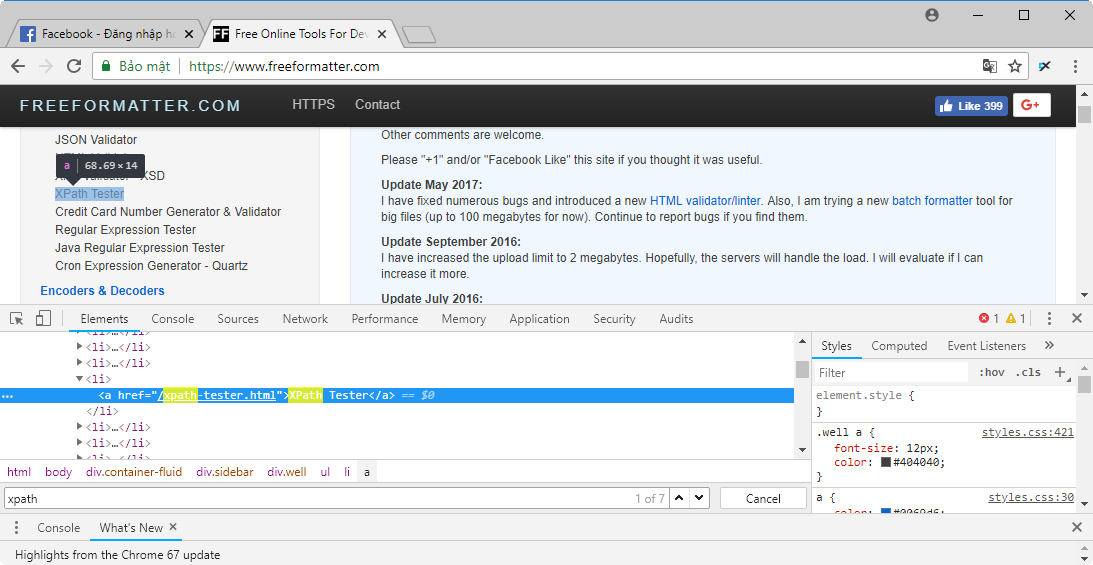 Facebook - Đăng nhập
Free Online Tools For De
Bảo mật
https://www.freeformatter.com
FREEFORMATTER.COM
HTTPS
Contact
Like 399
G+
JSON Validator
a 68.69×14
XSD
XPath Tester
Credit Card Number Generator & Validator
Regular Expression Tester
Java Regular Expression Tester
Cron Expression Generator - Quartz
Encoders & Decoders
Other comments are welcome.
Please "+1" and/or "Facebook Like" this site if you thought it was useful.
Update May 2017:
I have fixed numerous bugs and introduced a new HTML validator/linter. Also, I am trying a new batch formatter tool for
big files (up to 100 megabytes for now). Continue to report bugs if you find them.
Update September 2016:
I have increased the upload limit to 2 megabytes. Hopefully, the servers will handle the load. I will evaluate if I can
increase it more.
Update July 2016:
Elements Console Sources Network Performance Memory Application Security Audits
1 1
<li>…</li>
<li>…</li>
<li>…</li>
<li>
<a href="/xpath-tester.html">XPath Tester</a> == $0
</li>
<li>…</li>
<li>…</li>
<li>…</li>
html body div.container-fluid div.sidebar div.well ul li a
xpath
1 of 7
Cancel
Styles Computed Event Listeners »
Filter
:hov .cls +
element.style {
}
.well a {
styles.css:421
font-size: 12px;
color: #404040;
}
a {
styles.css:30
color: #0069d6;
Console What's New ×
Highlights from the Chrome 67 update